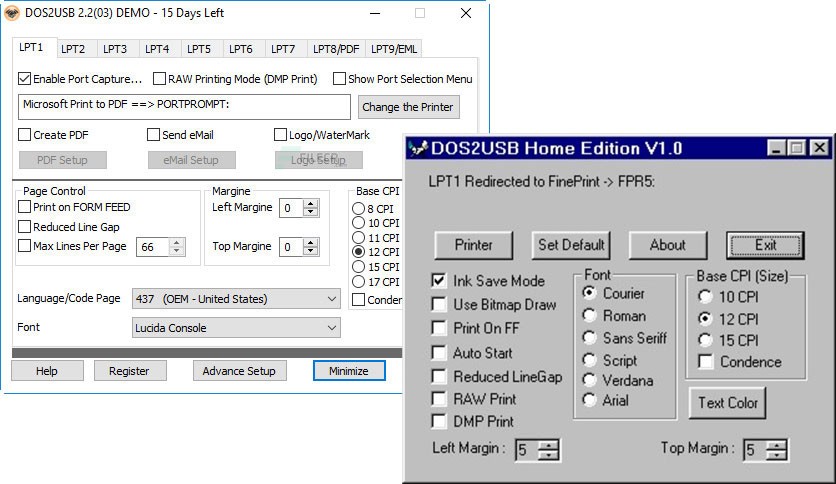 DOS2USB 2.2(03) DEMO - 15 Days Left
LPT1 LPT2 LPT3 LPT4 LPT5 LPT6 LPT7 LPT8/PDF LPT9/EML
Enable Port Capture... RAW Printing Mode (DMP Print) Show Port Selection Menu
Microsoft Print to PDF ==> PORTPROMPT: Change the Printer
Create PDF Send eMail Logo/WaterMark
PDF Setup eMail Setup Logo Setup
Page Control Margine Base CPI
Print on FORM FEED Left Margine 0 8 CPI
Reduced Line Gap 10 CPI
11 CPI
Max Lines Per Page 66 Top Margine 0 12 CPI
15 CPI
17 CPI
Language/Code Page 437 (OEM - United States)
Font Lucida Console
Help Register Advance Setup Minimize
DOS2USB Home Edition V1.0
LPT1 Redirected to FinePrint -> FPR5:
Printer Set Default About Exit
Ink Save Mode
Use Bitmap Draw
Print On FF
Auto Start
Reduced LineGap
RAW Print
DMP Print
Font
Courier
Roman
Sans Seriff
Script
Verdana
Arial
Base CPI (Size)
10 CPI
12 CPI
15 CPI
Condence
Text Color
Left Margin : 5 Top Margin : 5